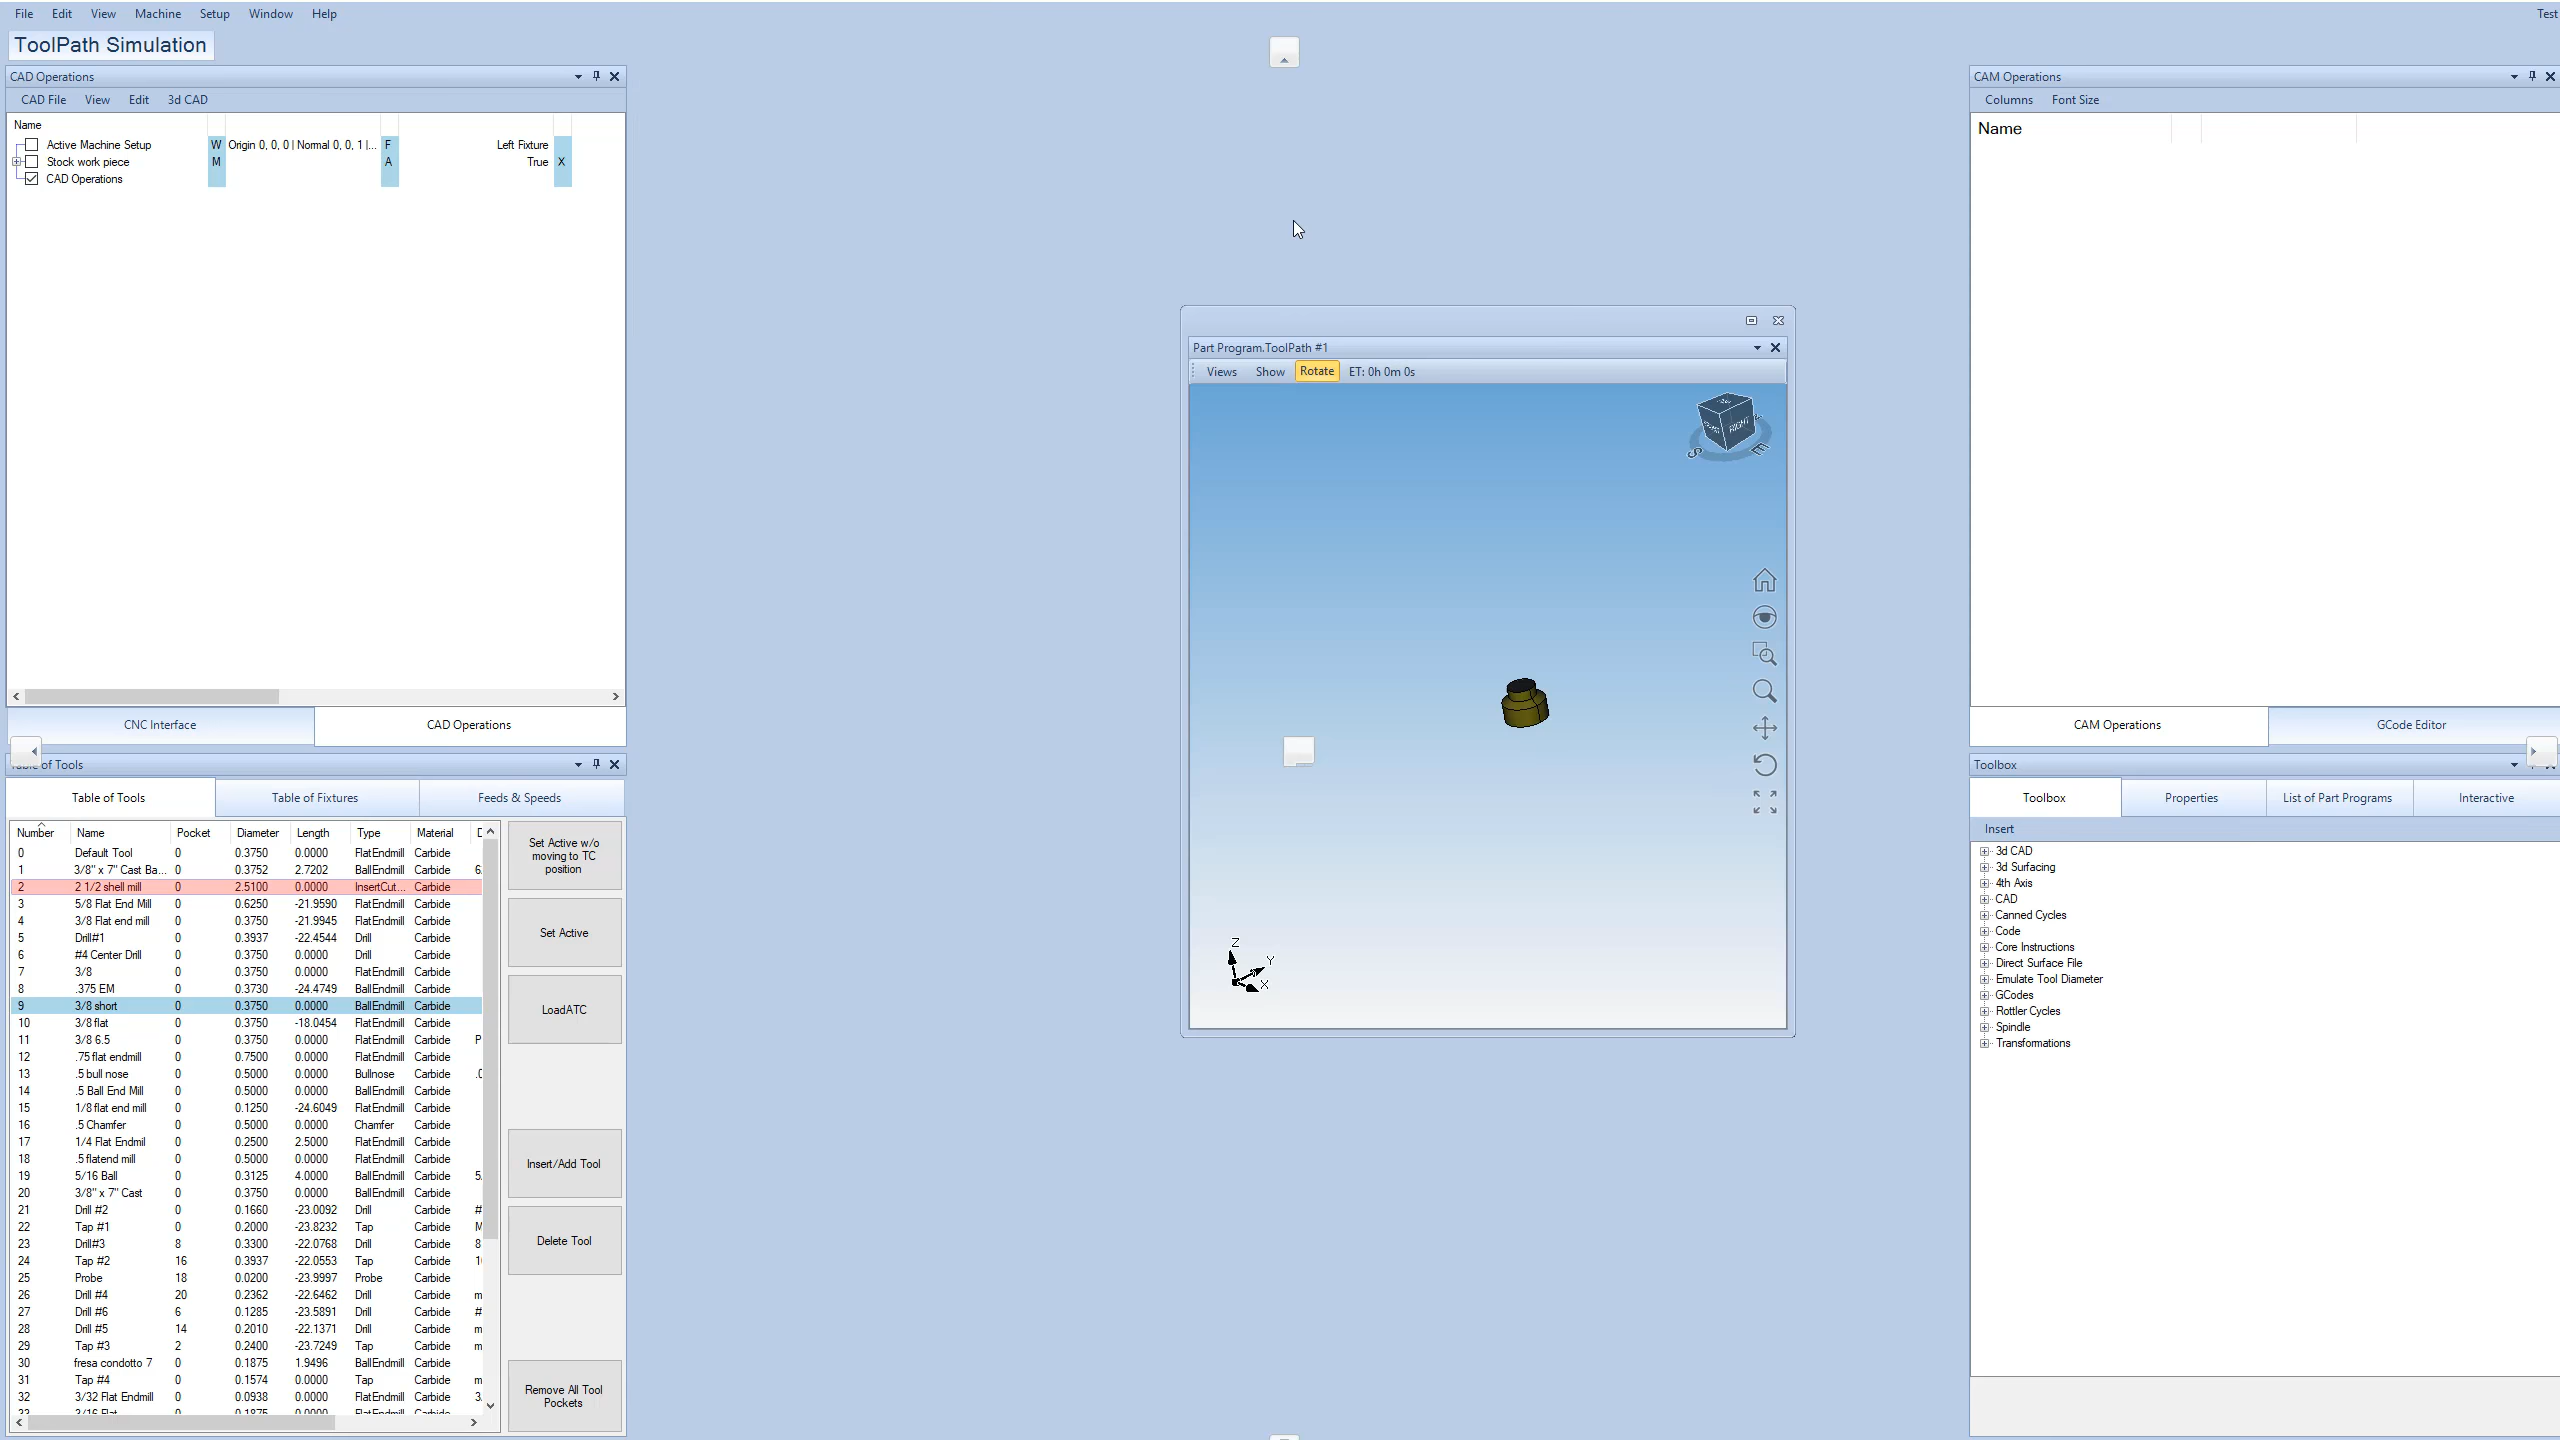 File Edit View Machine Setup Window Help Test
ToolPath Simulation
CAD Operations
CAD File View Edit 3d CAD
Name
Active Machine Setup W Origin 0, 0, 0 | Normal 0, 0, 1 |... F Left Fixture
Stock work piece M A True X
CAD Operations
CNC Interface CAD Operations
Table of Tools
Table of Tools Table of Fixtures Feeds & Speeds
Number Name Pocket Diameter Length Type Material
0 Default Tool 0 0.3750 0.0000 FlatEndmill Carbide
1 3/8" x 7" Cast Ba... 0 0.3752 2.7202 BallEndmill Carbide 6
2 2 1/2 shell mill 0 2.5100 0.0000 InsertCut... Carbide
3 5/8 Flat End Mill 0 0.6250 -21.9590 FlatEndmill Carbide
4 3/8 Flat end mill 0 0.3750 -21.9945 FlatEndmill Carbide
5 Drill#1 0 0.3937 -22.4544 Drill Carbide
6 #4 Center Drill 0 0.3750 0.0000 Drill Carbide
7 3/8 0 0.3750 0.0000 FlatEndmill Carbide
8 .375 EM 0 0.3730 -24.4749 BallEndmill Carbide
9 3/8 short 0 0.3750 0.0000 BallEndmill Carbide
10 3/8 flat 0 0.3750 -18.0454 FlatEndmill Carbide
11 3/8 6.5 0 0.3750 0.0000 FlatEndmill Carbide P
12 .75 flat endmill 0 0.7500 0.0000 FlatEndmill Carbide
13 .5 bull nose 0 0.5000 0.0000 Bullnose Carbide
14 .5 Ball End Mill 0 0.5000 0.0000 BallEndmill Carbide
15 1/8 flat end mill 0 0.1250 -24.6049 FlatEndmill Carbide
16 .5 Chamfer 0 0.5000 0.0000 Chamfer Carbide
17 1/4 Flat Endmil 0 0.2500 2.5000 FlatEndmill Carbide
18 .5 flatend mill 0 0.5000 0.0000 FlatEndmill Carbide
19 5/16 Ball 0 0.3125 4.0000 BallEndmill Carbide 5
20 3/8" x 7" Cast 0 0.3750 0.0000 BallEndmill Carbide
21 Drill #2 0 0.1660 -23.0092 Drill Carbide #
22 Tap #1 0 0.2000 -23.8232 Tap Carbide M
23 Drill#3 8 0.3300 -22.0768 Drill Carbide 8
24 Tap #2 16 0.3937 -22.0553 Tap Carbide 1
25 Probe 18 0.0200 -23.9997 Probe Carbide
26 Drill #4 20 0.2362 -22.6462 Drill Carbide m
27 Drill #6 6 0.1285 -23.5891 Drill Carbide #
28 Drill #5 14 0.2010 -22.1371 Drill Carbide m
29 Tap #3 2 0.2400 -23.7249 Tap Carbide m
30 fresa condotto 7 0 0.1875 1.9496 BallEndmill Carbide
31 Tap #4 0 0.1574 0.0000 Tap Carbide m
32 3/32 Flat Endmill 0 0.0938 0.0000 FlatEndmill Carbide 3
Set Active w/o
moving to TC
position
Set Active
LoadATC
Insert/Add Tool
Delete Tool
Remove All Tool
Pockets
Part Program.ToolPath #1
Views Show Rotate ET: 0h 0m 0s
RIGHT
S E
Z
Y
X
CAM Operations
Columns Font Size
Name
CAM Operations GCode Editor
Toolbox
Toolbox Properties List of Part Programs Interactive
Insert
3d CAD
3d Surfacing
4th Axis
CAD
Canned Cycles
Code
Core Instructions
Direct Surface File
Emulate Tool Diameter
GCodes
Rottler Cycles
Spindle
Transformations